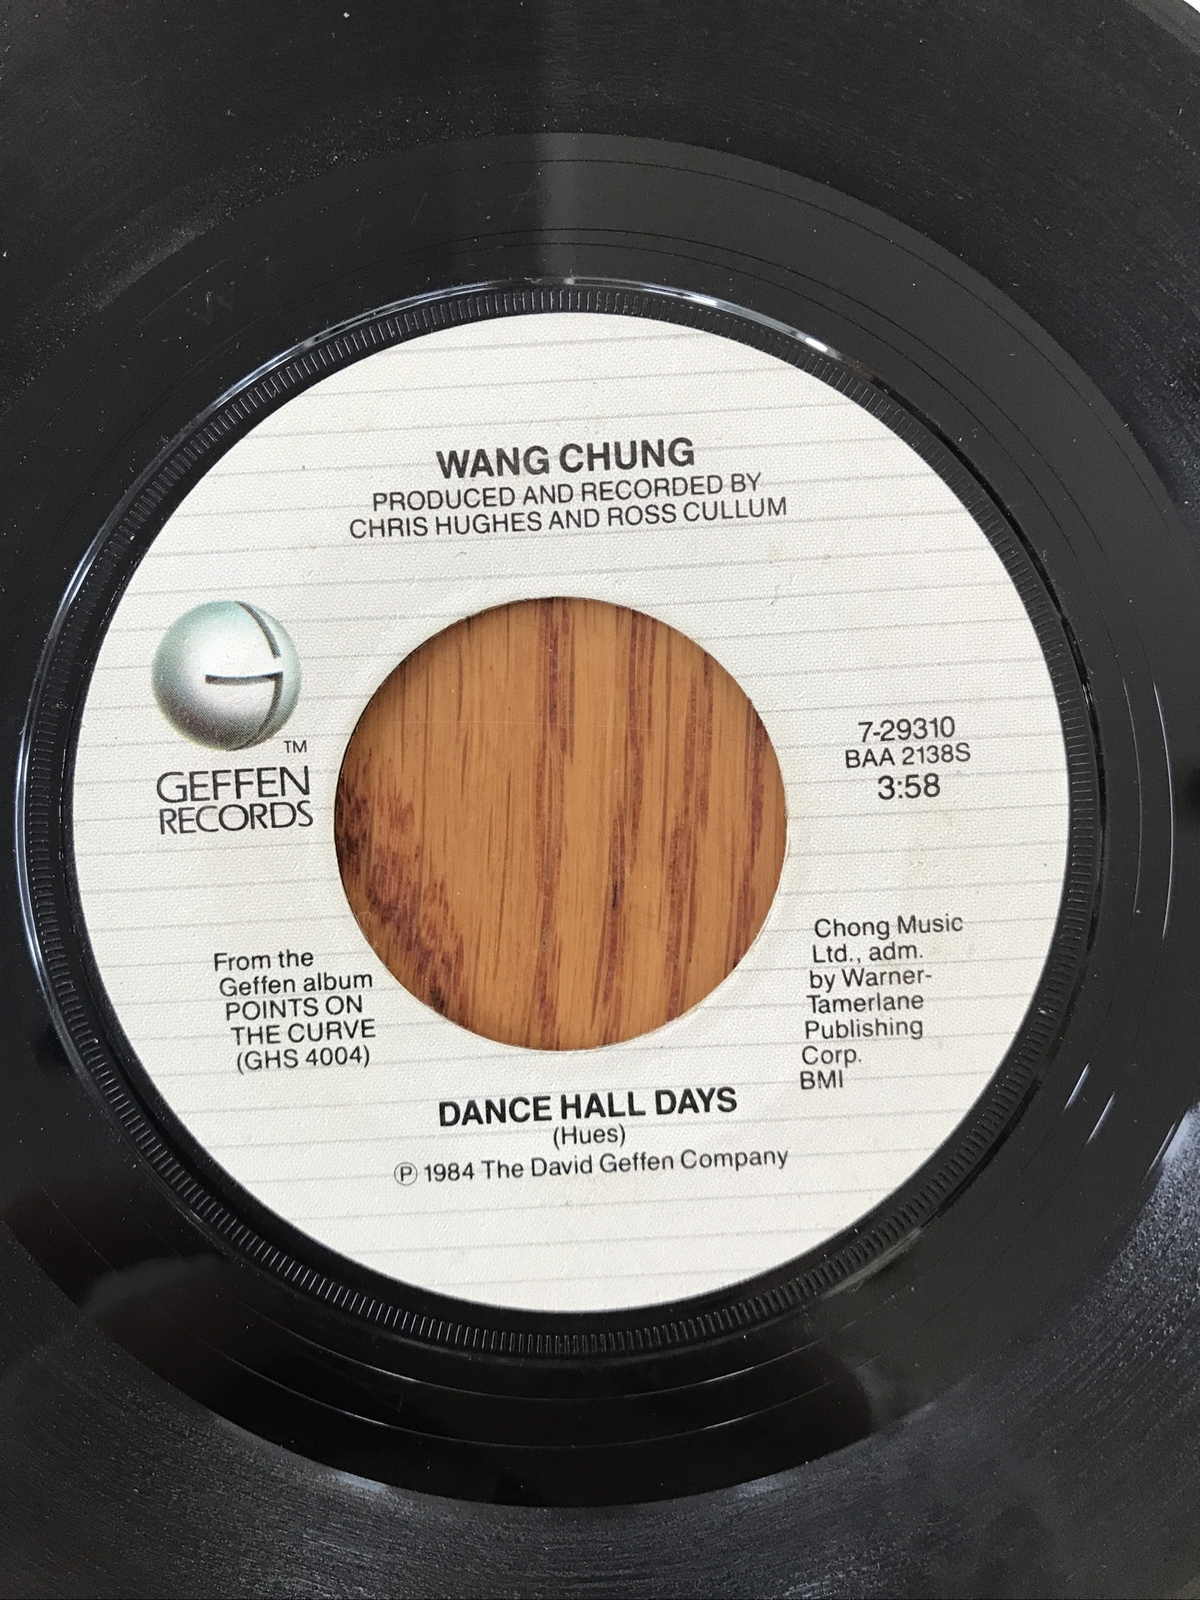 WANG CHUNG
PRODUCED AND RECORDED BY
CHRIS HUGHES AND ROSS CULLUM
TM
GEFFEN
RECORDS
7-29310
BAA 2138S
3:58
From the
Geffen album
POINTS ON
THE CURVE
(GHS 4004)
Chong Music
Ltd., adm.
by Warner-
Tamerlane
Publishing
Corp.
BMI
DANCE HALL DAYS
(Hues)
℗ 1984 The David Geffen Company